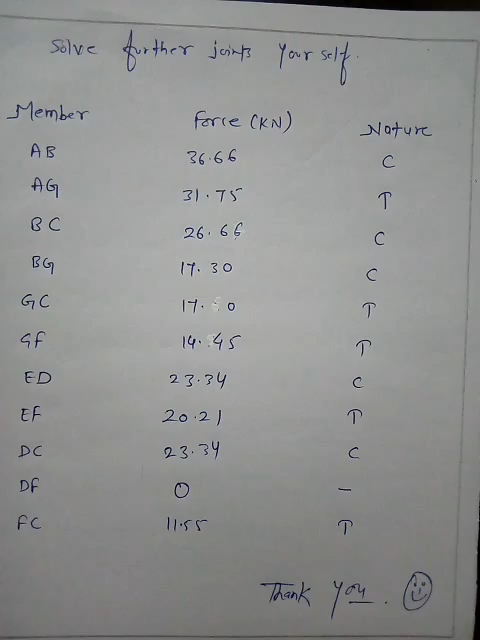 Solve further joints Your self.
Member Force (KN) Nature
AB 36.66 C
AG 31.75 T
BC 26.66 C
BG 17.30 C
GC T
GF T
ED 23.34 C
EF 20.21 T
DC 23.34 C
DF 0 –
FC 11.55 T
Thank You.